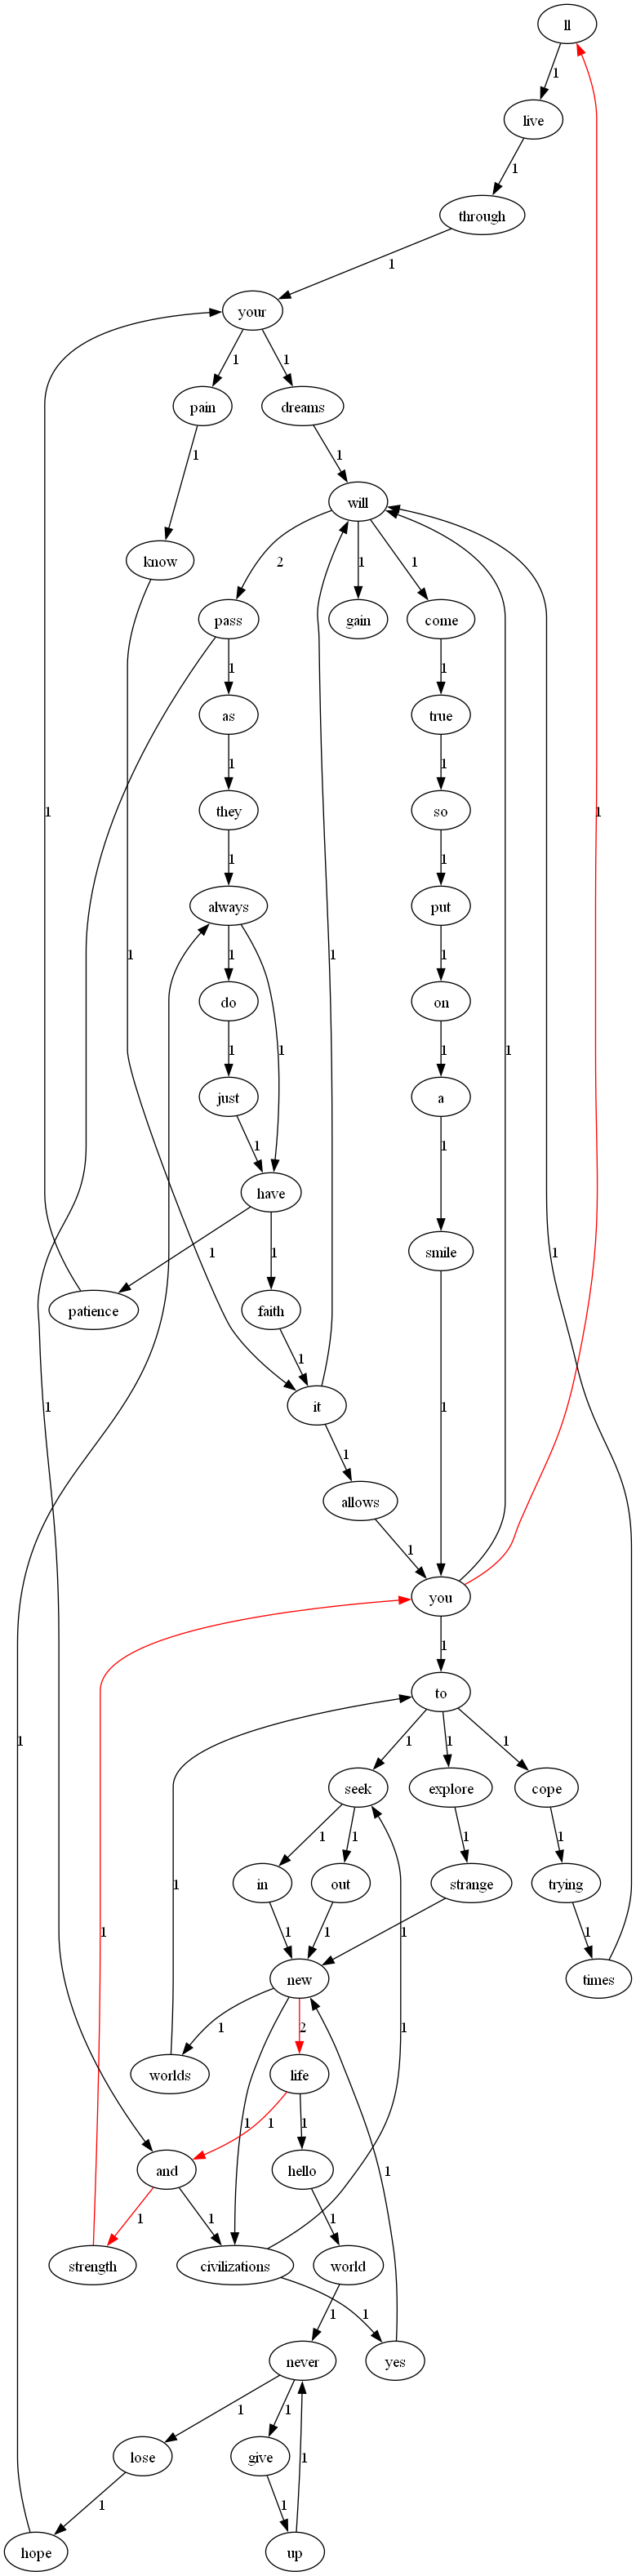 ll
1
live
1
through
1
your
1 1
pain dreams
1 1
will
know
2 1 1
pass gain come
1 1
as true
1 1
they so
1 1 1 1
always put
1 1
do on
1 1 1 1 1 1
just a
1 1
have
1 1 1 1
smile
patience faith
1
it
1 1
allows
1
you
1
to
1 1 1
seek explore cope
1 1 1 1
in out strange trying
1 1 1 1
new times
1 2
worlds life
1 1 1 1
and hello
1 1 1
strength civilizations world
1 1
never yes
1 1
lose give
1 1
hope up